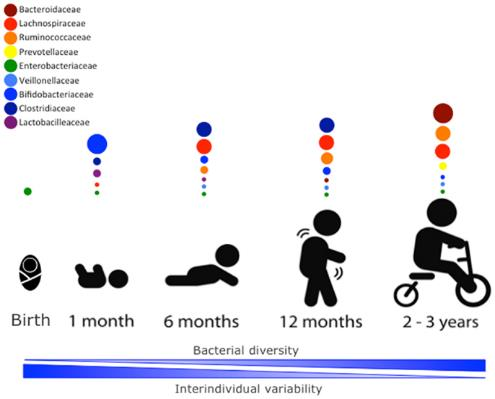 Bacteroidaceae
Lachnospiraceae
Ruminococcaceae
Prevotellaceae
Enterobacteriaceae
Veillonellaceae
Bifidobacteriaceae
Clostridiaceae
Lactobacilleaceae
Birth 1 month 6 months 12 months 2 - 3 years
Bacterial diversity
Interindividual variability